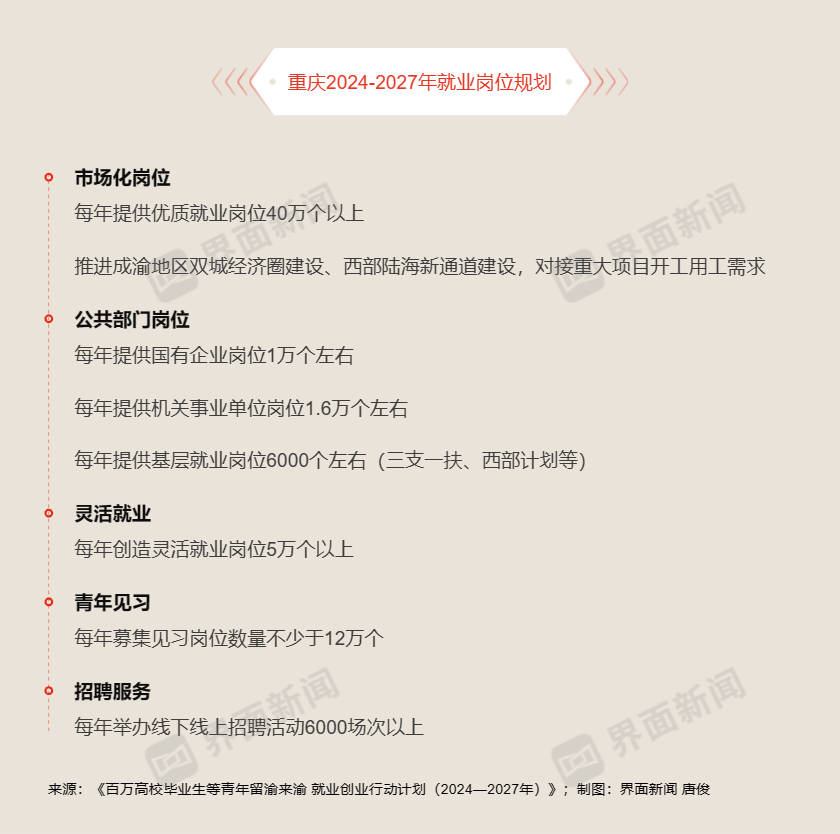 重庆2024-2027年就业岗位规划
市场化岗位
每年提供优质就业岗位40万个以上
推进成渝地区双城经济圈建设、西部陆海新通道建设，对接重大项目开工用工需求
公共部门岗位
每年提供国有企业岗位1万个左右
每年提供机关事业单位岗位1.6万个左右
每年提供基层就业岗位6000个左右（三支一扶、西部计划等）
灵活就业
每年创造灵活就业岗位5万个以上
青年见习
每年募集见习岗位数量不少于12万个
招聘服务
每年举办线下线上招聘活动6000场次以上
来源：《百万高校毕业生等青年留渝来渝 就业创业行动计划（2024—2027年）》；制图：界面新闻 唐俊
界面新闻
界面新闻
界面新闻
界面新闻